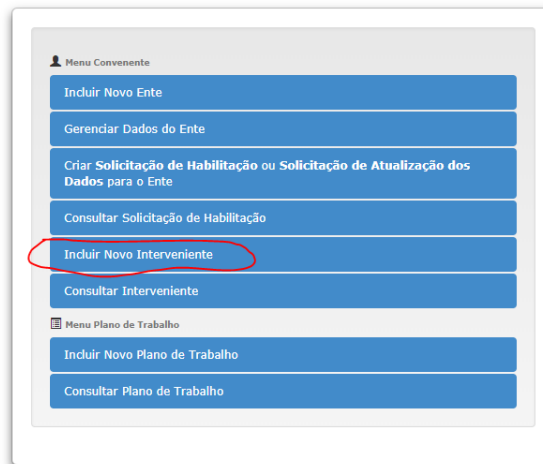 Menu Convenente
Incluir Novo Ente
Gerenciar Dados do Ente
Criar Solicitação de Habilitação ou Solicitação de Atualização dos
Dados para o Ente
Consultar Solicitação de Habilitação
Incluir Novo Interveniente
Consultar Interveniente
Menu Plano de Trabalho
Incluir Novo Plano de Trabalho
Consultar Plano de Trabalho